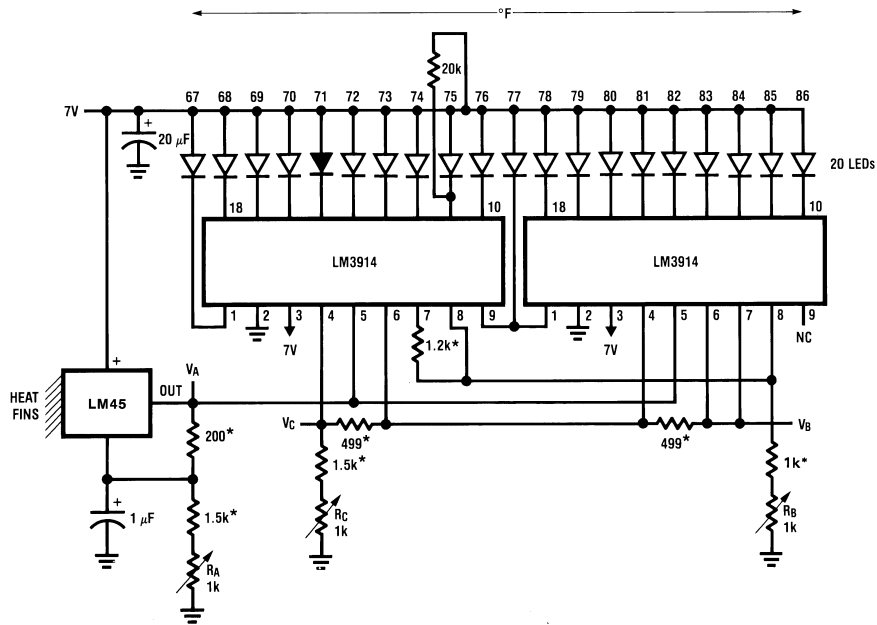 °F
20k
67 68 69 70 71 72 73 74 75 76 77 78 79 80 81 82 83 84 85 86
7V
+
20 μF
20 LEDs
18 10 18 10
LM3914 LM3914
1 2 3 4 5 6 7 8 9 1 2 3 4 5 6 7 8 9
7V 1.2k* 7V NC
+
HEAT FINS
LM45
OUT
VA
VC 499* 499* VB
200*
1.5k*
1k*
+
1 μF
1.5k*
RC
1k
RB
1k
RA
1k